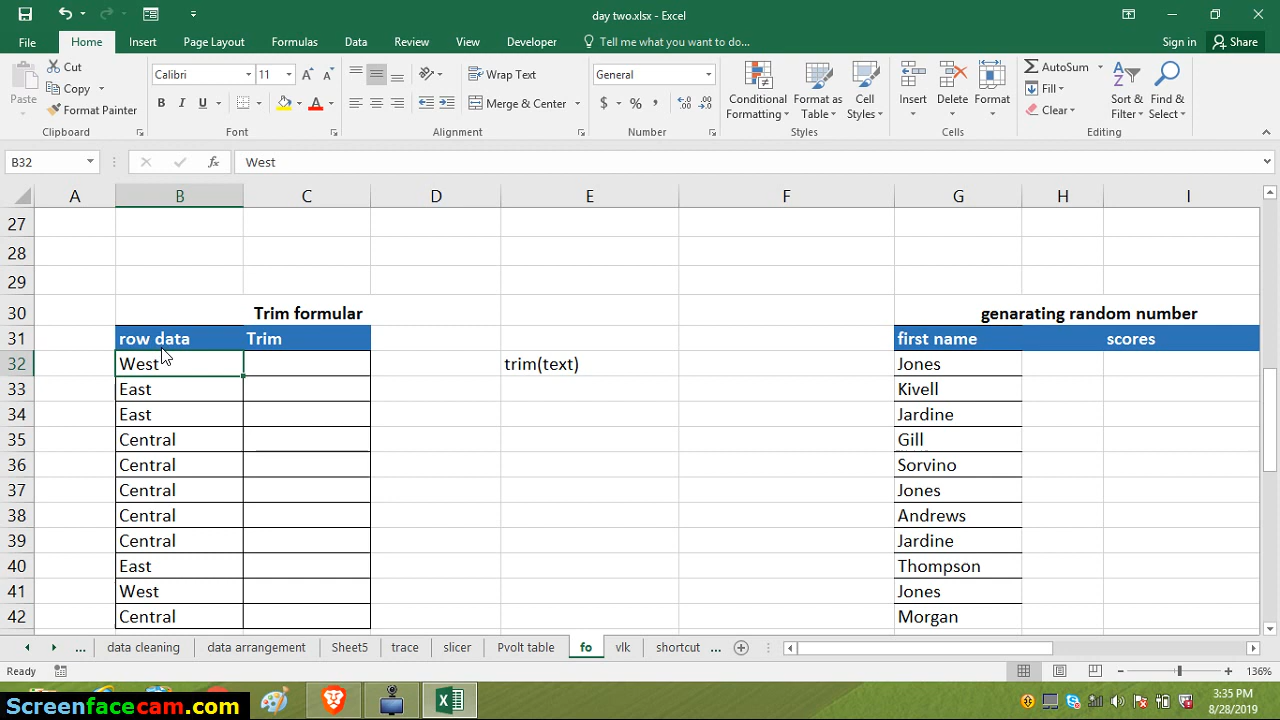 day two.xlsx - Excel
File Home Insert Page Layout Formulas Data Review View Developer Tell me what you want to do... Sign in Share
Paste
Cut
Copy
Format Painter
Clipboard
Calibri 11
B I U
Font
Wrap Text
Merge & Center
Alignment
General
$ % ,
Number
Conditional Formatting
Format as Table
Cell Styles
Styles
Insert Delete Format
Cells
AutoSum
Fill
Clear
Sort & Filter
Find & Select
Editing
B32 fx West
A B C D E F G H I
27
28
29
30 Trim formular genarating random number
31 row data Trim first name scores
32 West trim(text) Jones
33 East Kivell
34 East Jardine
35 Central Gill
36 Central Sorvino
37 Central Jones
38 Central Andrews
39 Central Jardine
40 East Thompson
41 West Jones
42 Central Morgan
... data cleaning data arrangement Sheet5 trace slicer Pvolt table fo vlk shortcut ...
Ready 136%
Screenfacecam.com
3:35 PM
8/28/2019